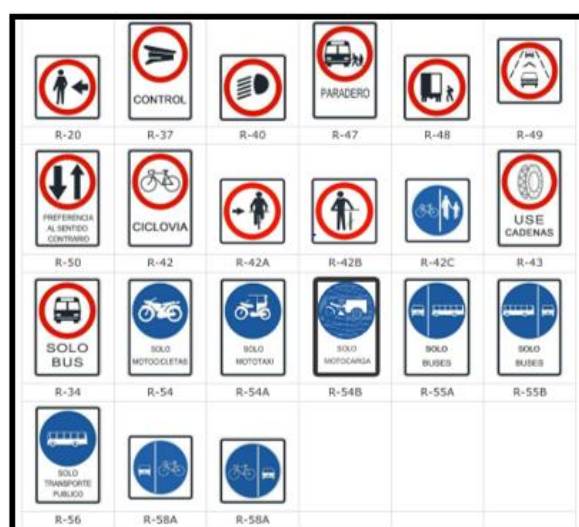 CONTROL
PARADERO
R-20
R-37
R-40
R-47
R-48
R-49
PREFERENCIA
AL SENTIDO
CONTRARIO
CICLOVIA
USE
CADENAS
R-50
R-42
R-42A
R-42B
R-42C
R-43
SOLO
BUS
SOLO
MOTOCICLETAS
SOLO
MOTOTAXI
SOLO
MOTOCARGA
SOLO
BUSES
SOLO
BUSES
R-34
R-54
R-54A
R-54B
R-55A
R-55B
SOLO
TRANSPORTE
PUBLICO
R-56
R-58A
R-58A